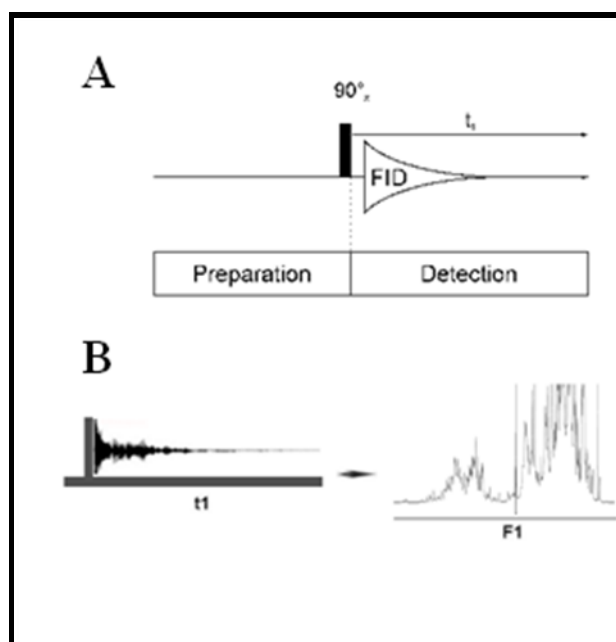 A
90°ₓ
t₁
FID
Preparation
Detection
B
t1
F1